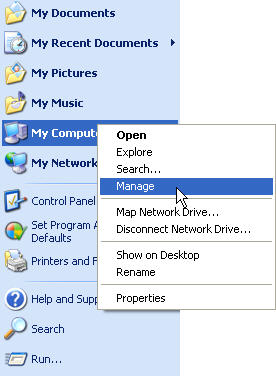 My Documents
My Recent Documents
My Pictures
My Music
My Compute
Open
Explore
Search...
Manage
Map Network Drive...
Disconnect Network Drive...
Show on Desktop
Rename
Properties
My Network
Control Panel
Set Program A
Defaults
Printers and F
Help and Supp
Search
Run...